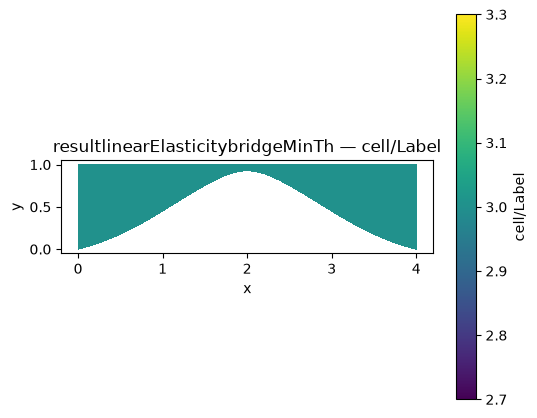 resultlinearElasticitybridgeMinTh — cell/Label
1.0
0.5
0.0
y
0 1 2 3 4
x
3.3
3.2
3.1
3.0
2.9
2.8
2.7
cell/Label